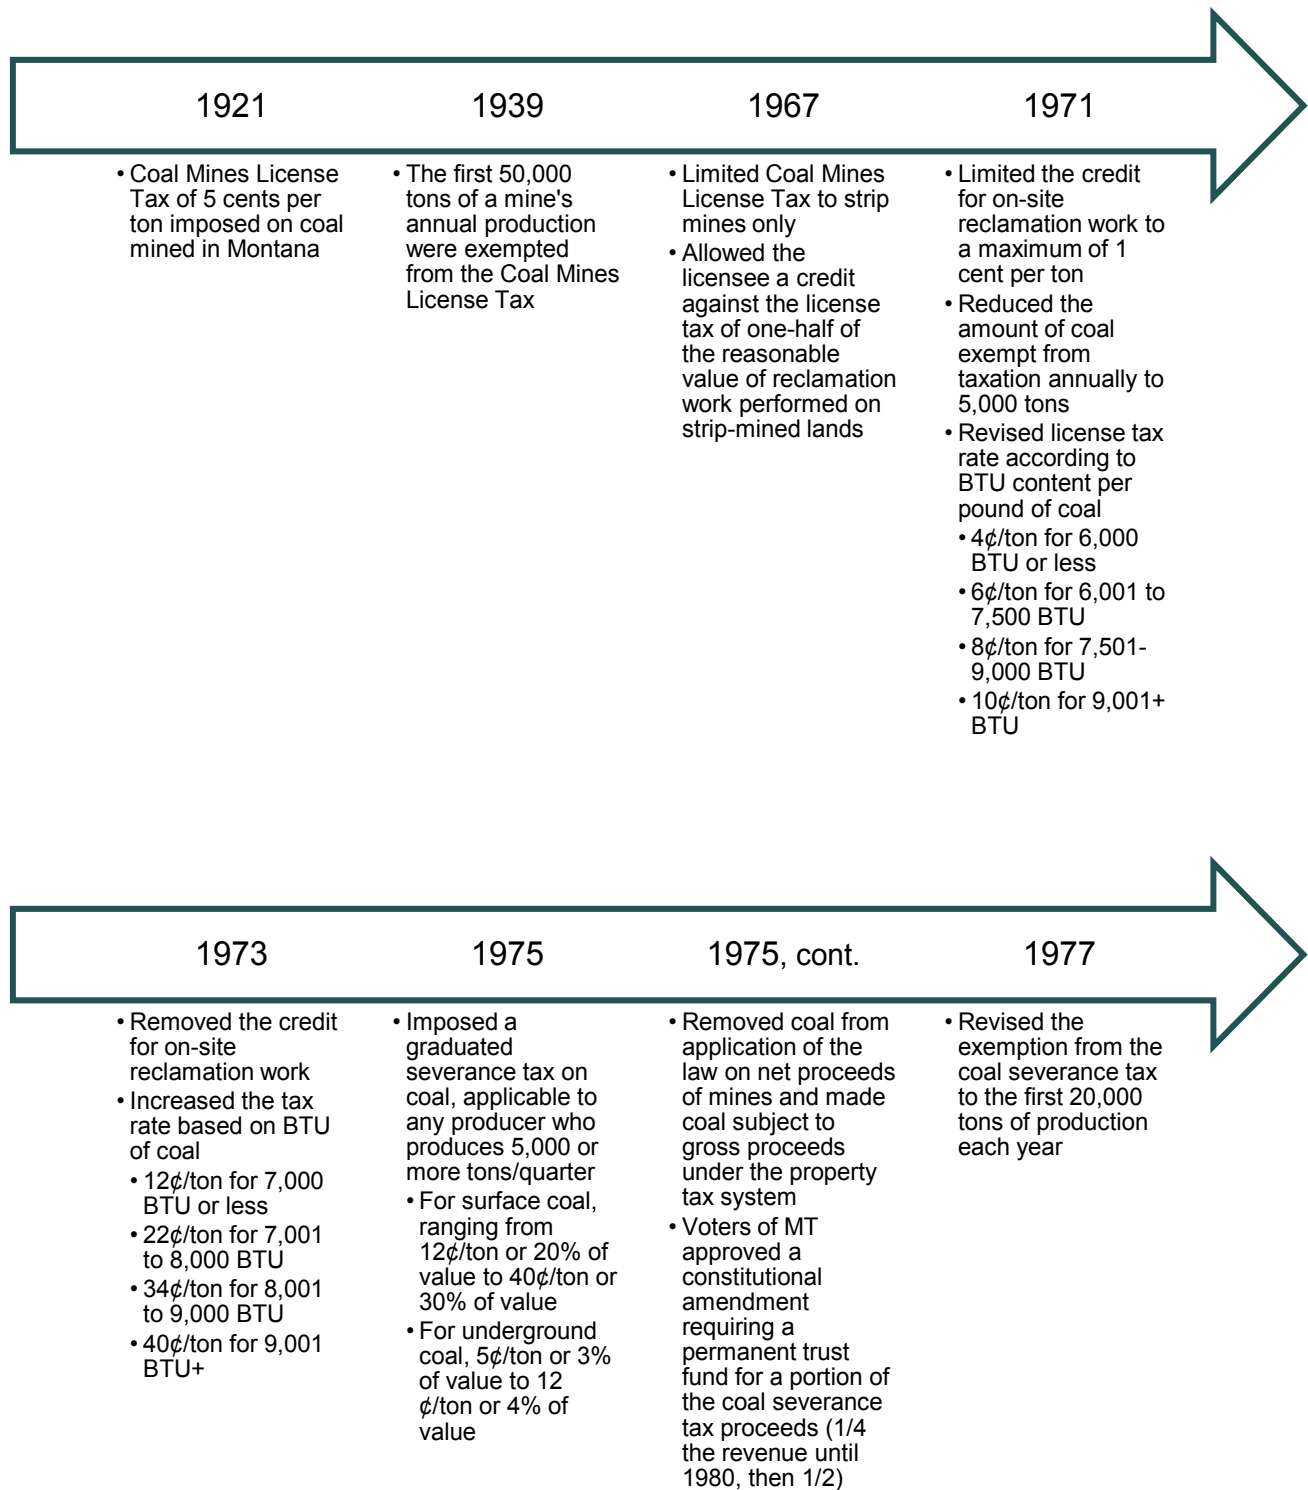 1921
• Coal Mines License
Tax of 5 cents per
ton imposed on coal
mined in Montana
1939
• The first 50,000
tons of a mine's
annual production
were exempted
from the Coal Mines
License Tax
1967
• Limited Coal Mines
License Tax to strip
mines only
• Allowed the
licensee a credit
against the license
tax of one-half of
the reasonable
value of reclamation
work performed on
strip-mined lands
1971
• Limited the credit
for on-site
reclamation work to
a maximum of 1
cent per ton
• Reduced the
amount of coal
exempt from
taxation annually to
5,000 tons
• Revised license tax
rate according to
BTU content per
pound of coal
• 4¢/ton for 6,000
BTU or less
• 6¢/ton for 6,001 to
7,500 BTU
• 8¢/ton for 7,501-
9,000 BTU
• 10¢/ton for 9,001+
BTU
1973
• Removed the credit
for on-site
reclamation work
• Increased the tax
rate based on BTU
of coal
• 12¢/ton for 7,000
BTU or less
• 22¢/ton for 7,001
to 8,000 BTU
• 34¢/ton for 8,001
to 9,000 BTU
• 40¢/ton for 9,001
BTU+
1975
• Imposed a
graduated
severance tax on
coal, applicable to
any producer who
produces 5,000 or
more tons/quarter
• For surface coal,
ranging from
12¢/ton or 20% of
value to 40¢/ton or
30% of value
• For underground
coal, 5¢/ton or 3%
of value to 12
¢/ton or 4% of
value
1975, cont.
• Removed coal from
application of the
law on net proceeds
of mines and made
coal subject to
gross proceeds
under the property
tax system
• Voters of MT
approved a
constitutional
amendment
requiring a
permanent trust
fund for a portion of
the coal severance
tax proceeds (1/4
the revenue until
1980, then 1/2)
1977
• Revised the
exemption from the
coal severance tax
to the first 20,000
tons of production
each year